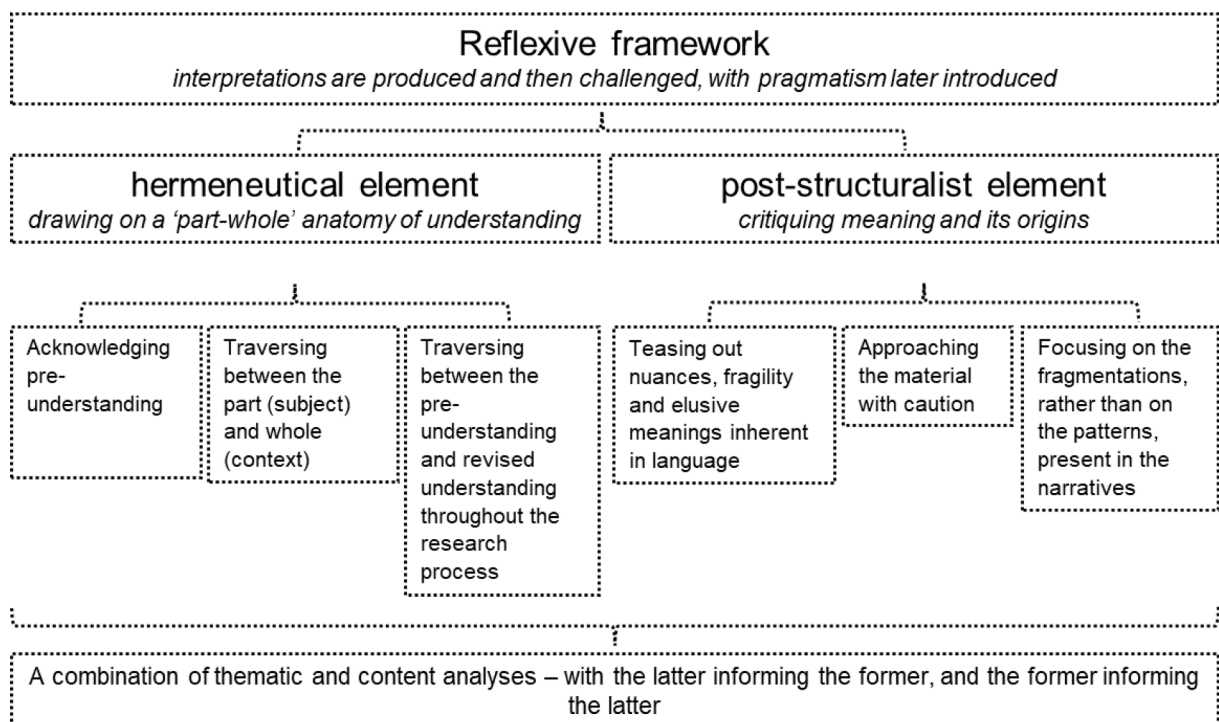 Reflexive framework
interpretations are produced and then challenged, with pragmatism later introduced
hermeneutical element
drawing on a ‘part-whole’ anatomy of understanding
post-structuralist element
critiquing meaning and its origins
Acknowledging
pre-
understanding
Traversing
between the
part (subject)
and whole
(context)
Traversing
between the
pre-
understanding
and revised
understanding
throughout the
research
process
Teasing out
nuances, fragility
and elusive
meanings inherent
in language
Approaching
the material
with caution
Focusing on the
fragmentations,
rather than on
the patterns,
present in the
narratives
A combination of thematic and content analyses – with the latter informing the former, and the former informing
the latter